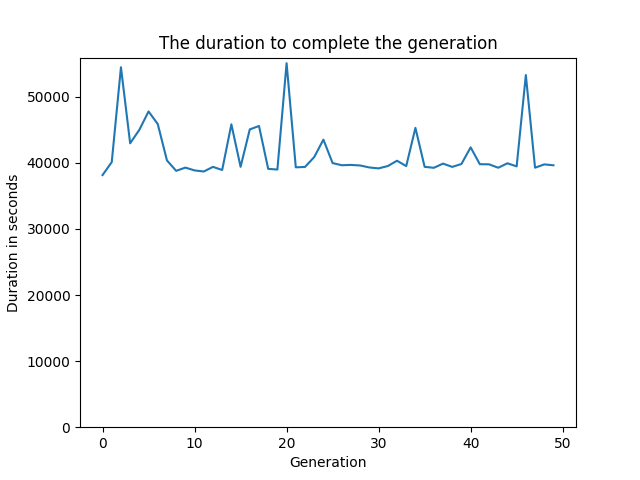 The duration to complete the generation
Duration in seconds
50000
40000
30000
20000
10000
0
0 10 20 30 40 50
Generation